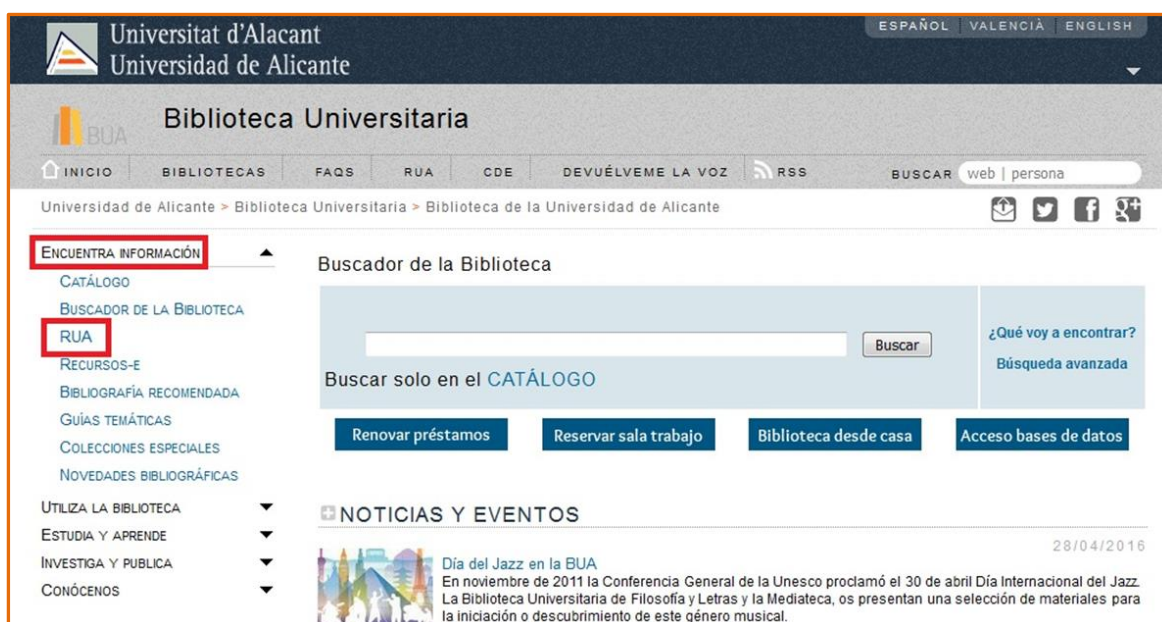 Universitat d'Alacant
Universidad de Alicante
ESPAÑOL VALENCIÀ ENGLISH
BUA
Biblioteca Universitaria
INICIO BIBLIOTECAS FAQS RUA CDE DEVUÉLVEME LA VOZ RSS BUSCAR web | persona
Universidad de Alicante > Biblioteca Universitaria > Biblioteca de la Universidad de Alicante
ENCUENTRA INFORMACIÓN
CATÁLOGO
BUSCADOR DE LA BIBLIOTECA
RUA
RECURSOS-E
BIBLIOGRAFÍA RECOMENDADA
GUÍAS TEMÁTICAS
COLECCIONES ESPECIALES
NOVEDADES BIBLIOGRÁFICAS
UTILIZA LA BIBLIOTECA
ESTUDIA Y APRENDE
INVESTIGA Y PUBLICA
CONÓCENOS
Buscador de la Biblioteca
Buscar
Buscar solo en el CATÁLOGO
¿Qué voy a encontrar?
Búsqueda avanzada
Renovar préstamos Reservar sala trabajo Biblioteca desde casa Acceso bases de datos
NOTICIAS Y EVENTOS
28/04/2016
Día del Jazz en la BUA
En noviembre de 2011 la Conferencia General de la Unesco proclamó el 30 de abril Día Internacional del Jazz.
La Biblioteca Universitaria de Filosofía y Letras y la Mediateca, os presentan una selección de materiales para
la iniciación o descubrimiento de este género musical.